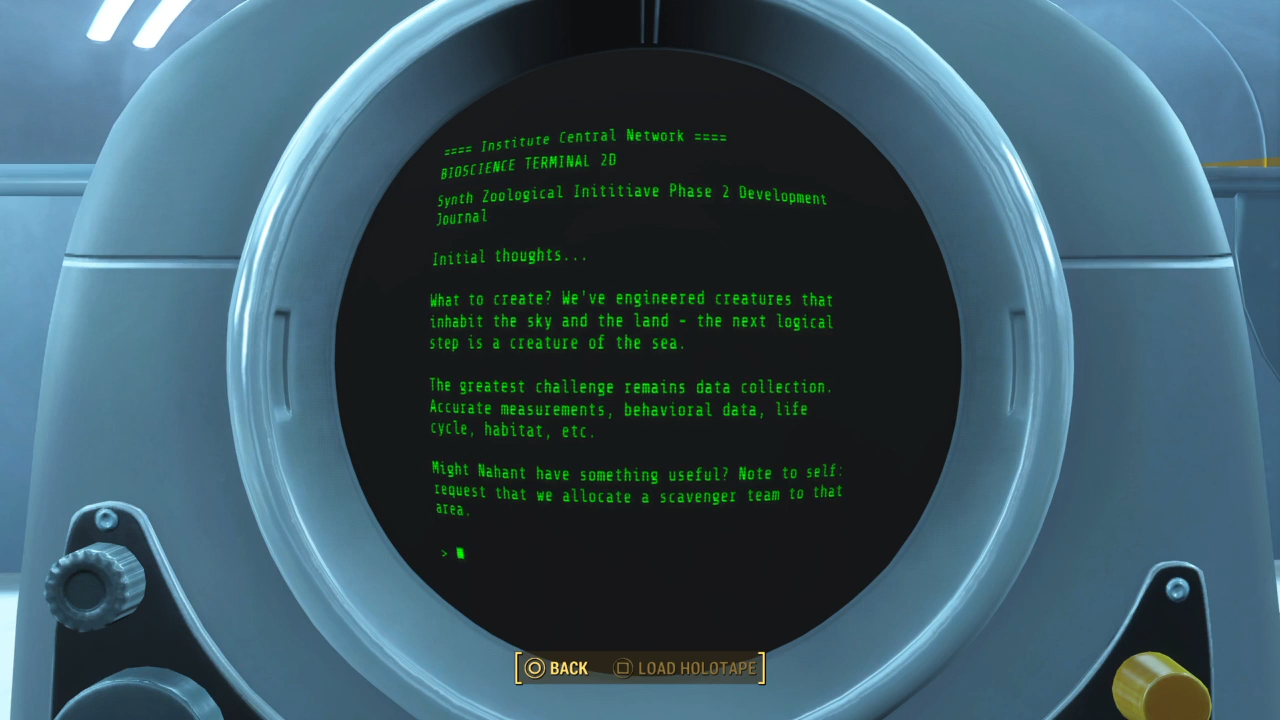 ==== Institute Central Network ====
BIOSCIENCE TERMINAL 2D
Synth Zoological Inititiave Phase 2 Development
Journal
Initial thoughts...
What to create? We've engineered creatures that
inhabit the sky and the land - the next logical
step is a creature of the sea.
The greatest challenge remains data collection.
Accurate measurements, behavioral data, life
cycle, habitat, etc.
Might Nahant have something useful? Note to self:
request that we allocate a scavenger team to that
area.
>
BACK LOAD HOLOTAPE